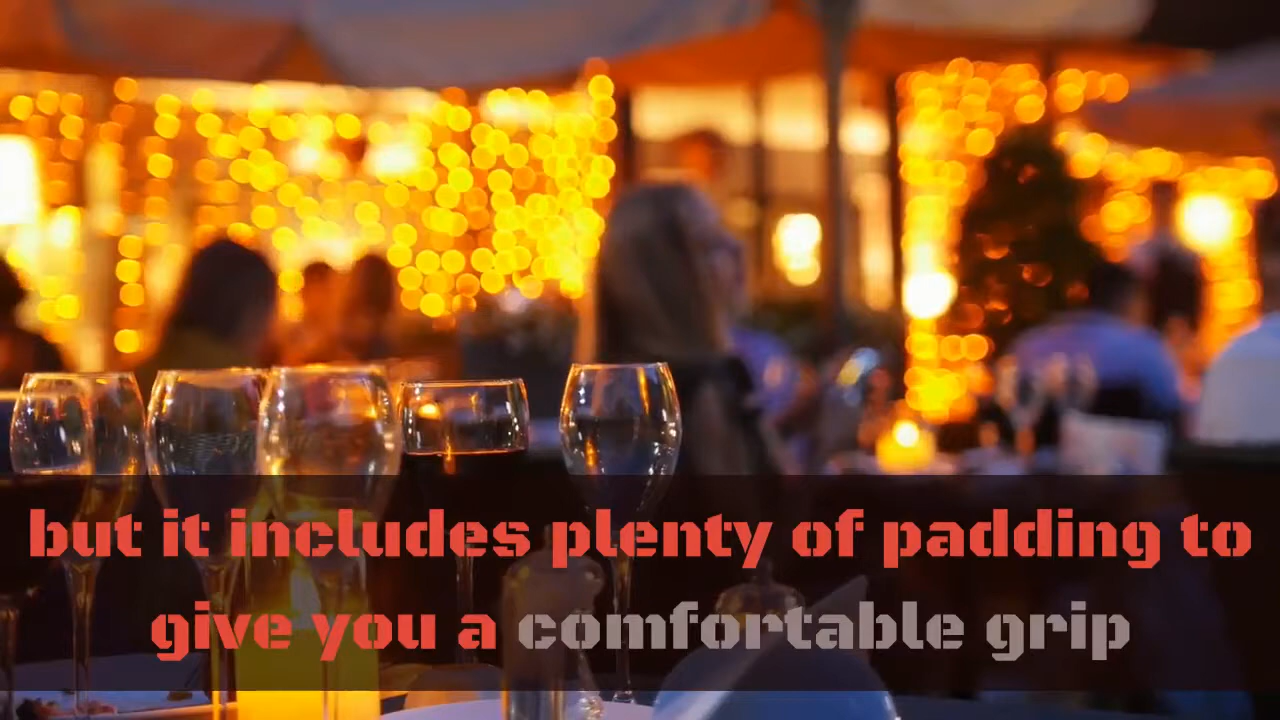 but it includes plenty of padding to
give you a comfortable grip